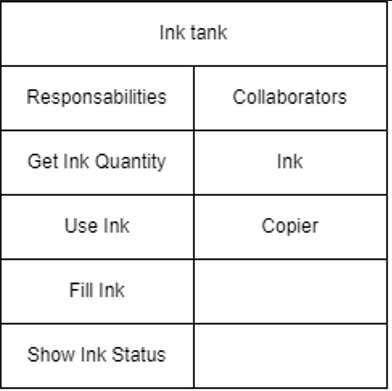 Ink tank
Responsabilities Collaborators
Get Ink Quantity Ink
Use Ink Copier
Fill Ink
Show Ink Status